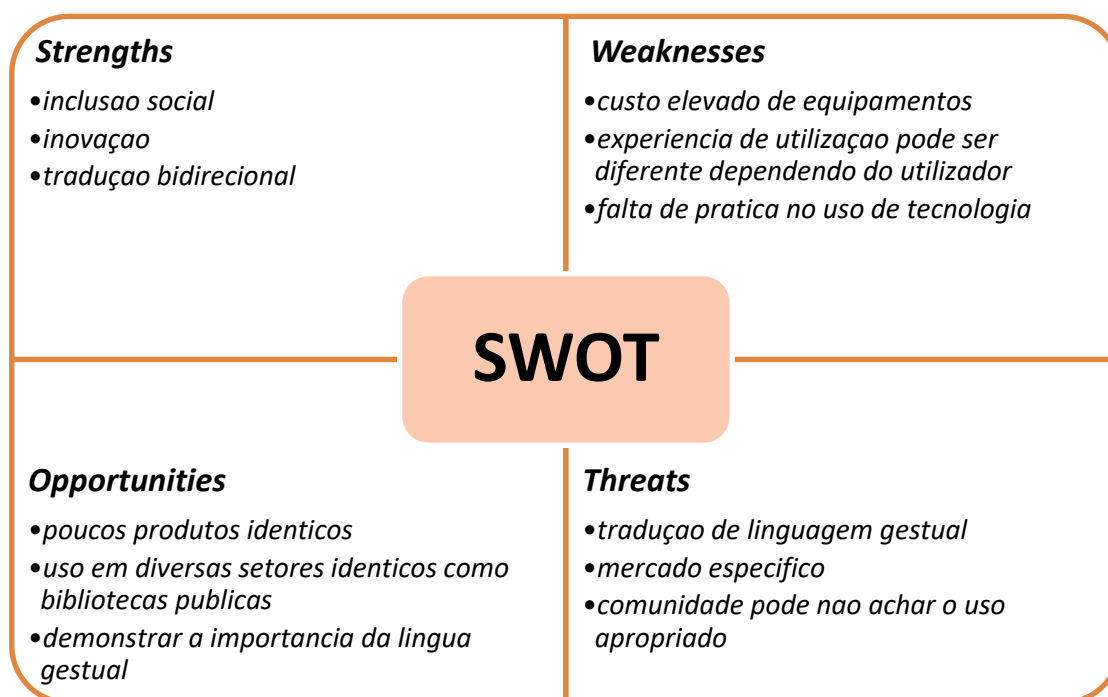 Strengths
•inclusao social
•inovaçao
•traduçao bidirecional
Weaknesses
•custo elevado de equipamentos
•experiencia de utilizaçao pode ser
diferente dependendo do utilizador
•falta de pratica no uso de tecnologia
SWOT
Opportunities
•poucos produtos identicos
•uso em diversas setores identicos como
bibliotecas publicas
•demonstrar a importancia da lingua
gestual
Threats
•traduçao de linguagem gestual
•mercado especifico
•comunidade pode nao achar o uso
apropriado